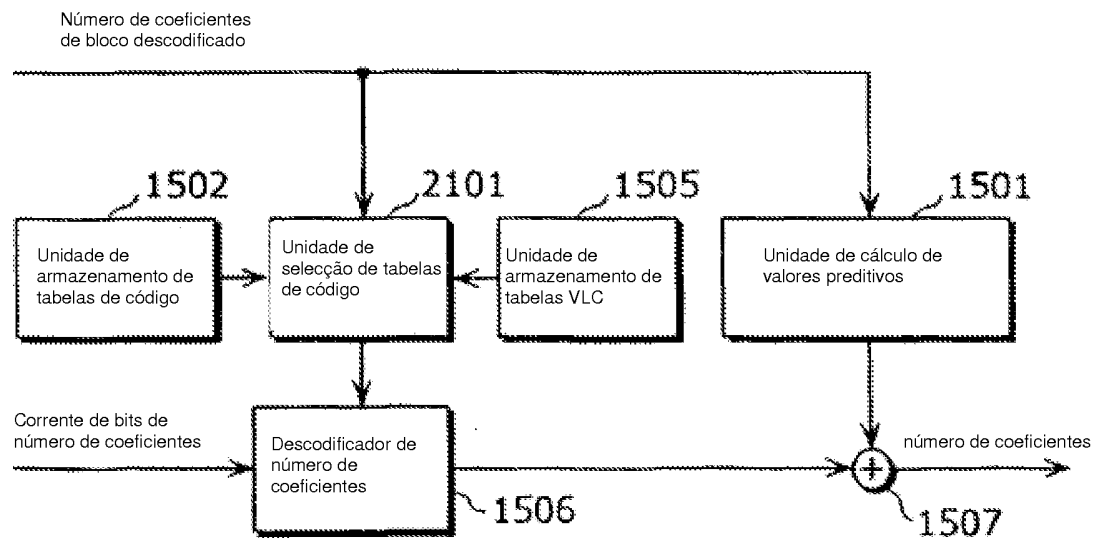 Número de coeficientes
de bloco descodificado
1502
2101
1505
1501
Unidade de
armazenamento de
tabelas de código
Unidade de
selecção de tabelas
de código
Unidade de
armazenamento de
tabelas VLC
Unidade de cálculo de
valores preditivos
Corrente de bits de
número de coeficientes
Descodificador de
número de
coeficientes
número de coeficientes
+
1506
1507